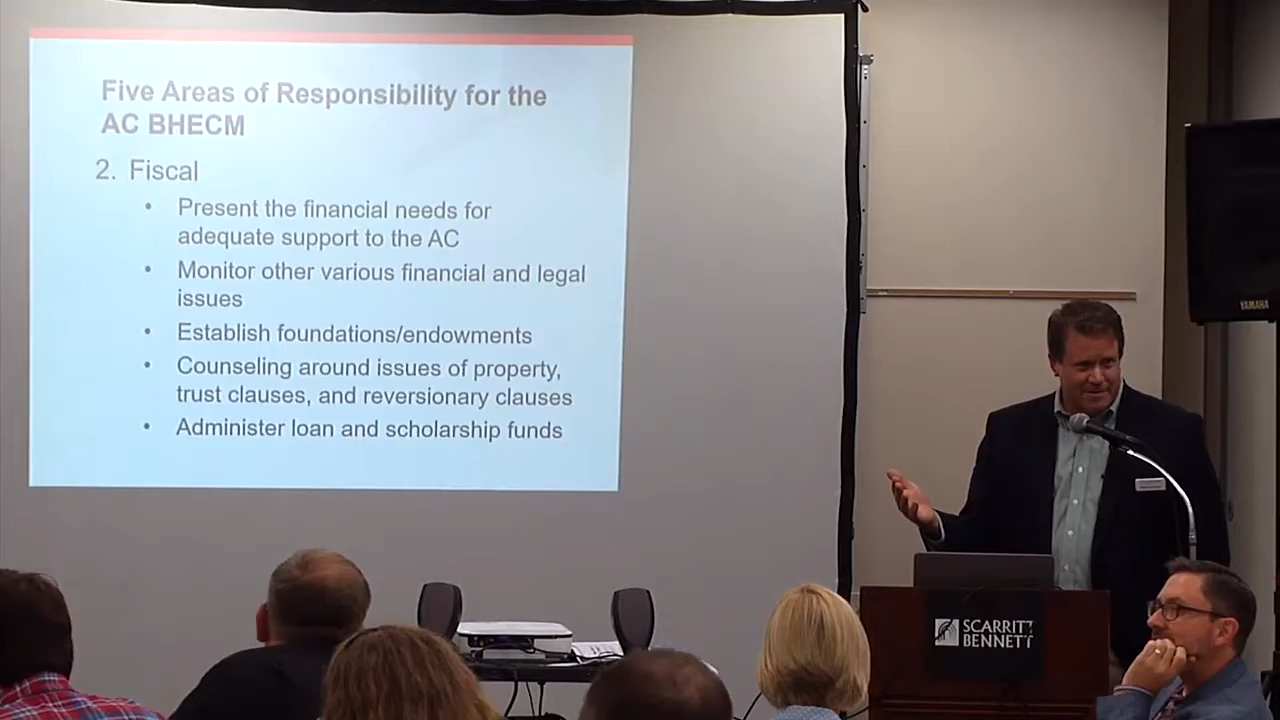 Five Areas of Responsibility for the
AC BHECM
2. Fiscal
• Present the financial needs for
adequate support to the AC
• Monitor other various financial and legal
issues
• Establish foundations/endowments
• Counseling around issues of property,
trust clauses, and reversionary clauses
• Administer loan and scholarship funds
YAMAHA
SCARRITT
BENNETT